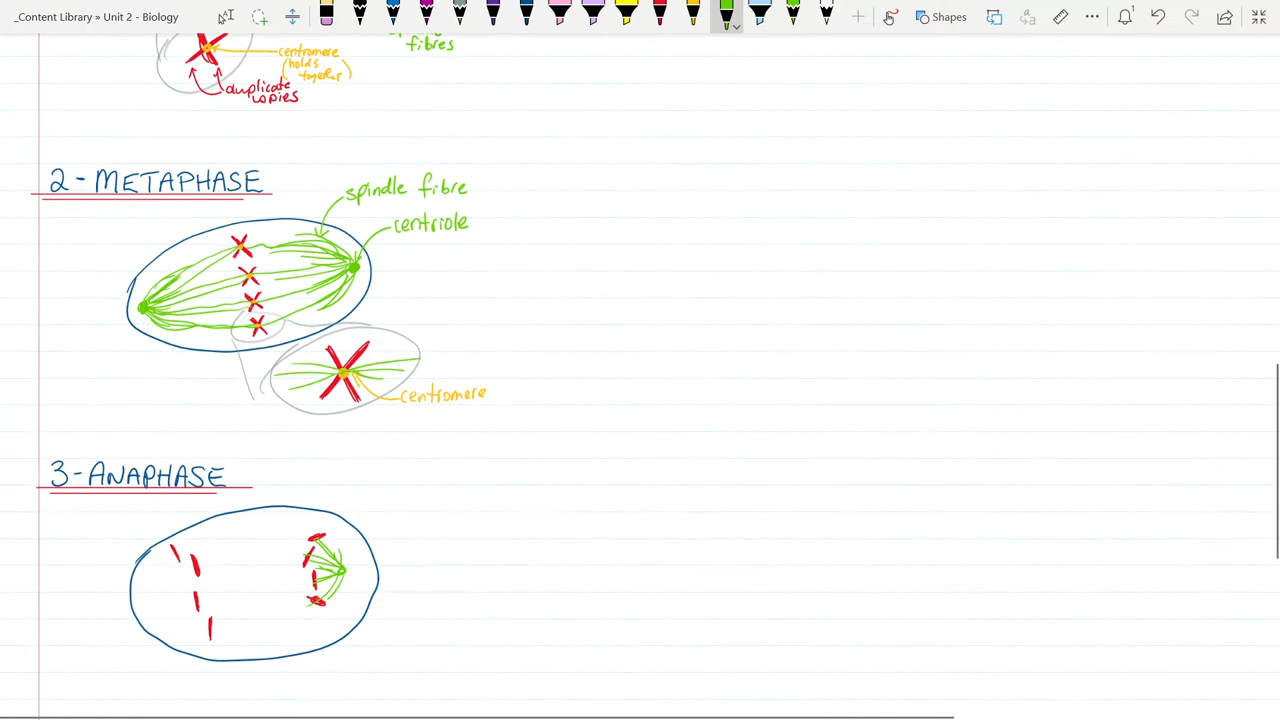 _Content Library » Unit 2 - Biology
Shapes
fibres
centromere
(holds
together)
duplicate
copies
2-METAPHASE
spindle fibre
centriole
centromere
3-ANAPHASE